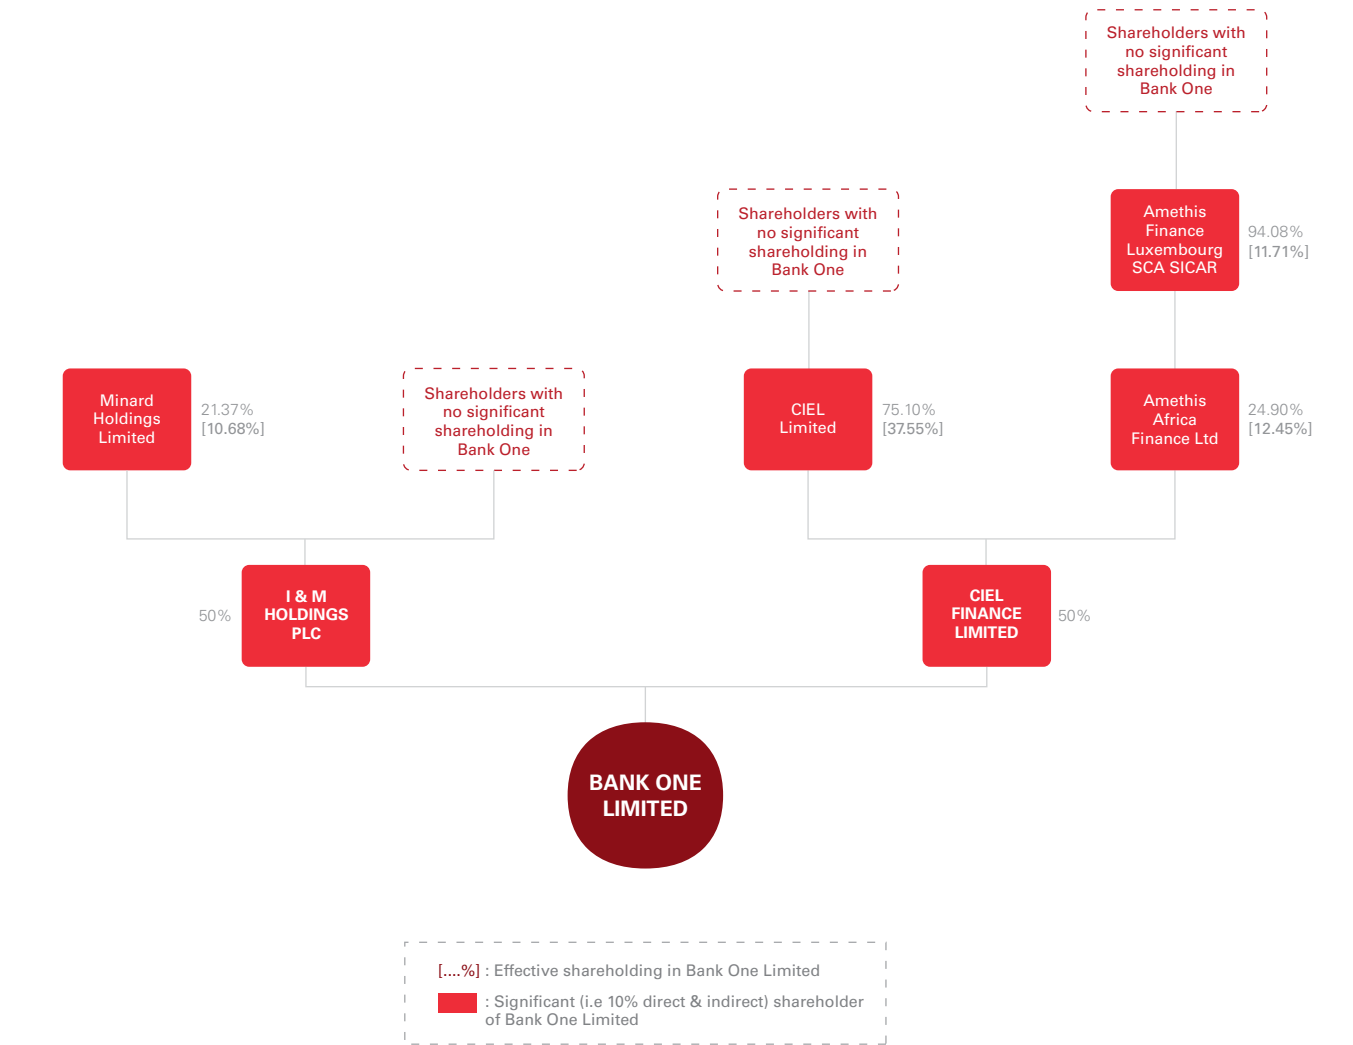 Shareholders with
no significant
shareholding in
Bank One
Amethis
Finance
Luxembourg
SCA SICAR
94.08%
[11.71%]
Shareholders with
no significant
shareholding in
Bank One
Minard
Holdings
Limited
21.37%
[10.68%]
Shareholders with
no significant
shareholding in
Bank One
CIEL
Limited
75.10%
[37.55%]
Amethis
Africa
Finance Ltd
24.90%
[12.45%]
50%
I & M
HOLDINGS
PLC
CIEL
FINANCE
LIMITED
50%
BANK ONE
LIMITED
[....%] : Effective shareholding in Bank One Limited
: Significant (i.e 10% direct & indirect) shareholder
of Bank One Limited